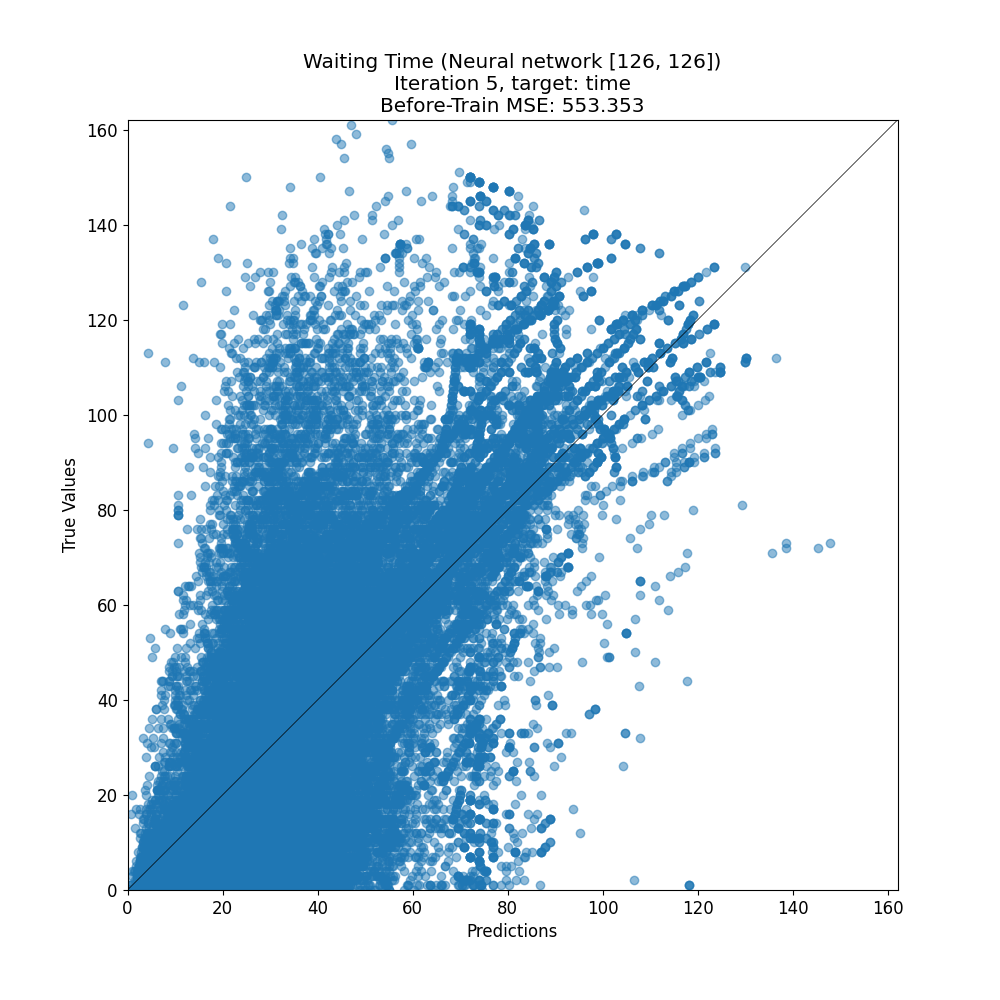 Waiting Time (Neural network [126, 126])
Iteration 5, target: time
Before-Train MSE: 553.353
160
140
120
100
80
60
40
20
0
True Values
0 20 40 60 80 100 120 140 160
Predictions